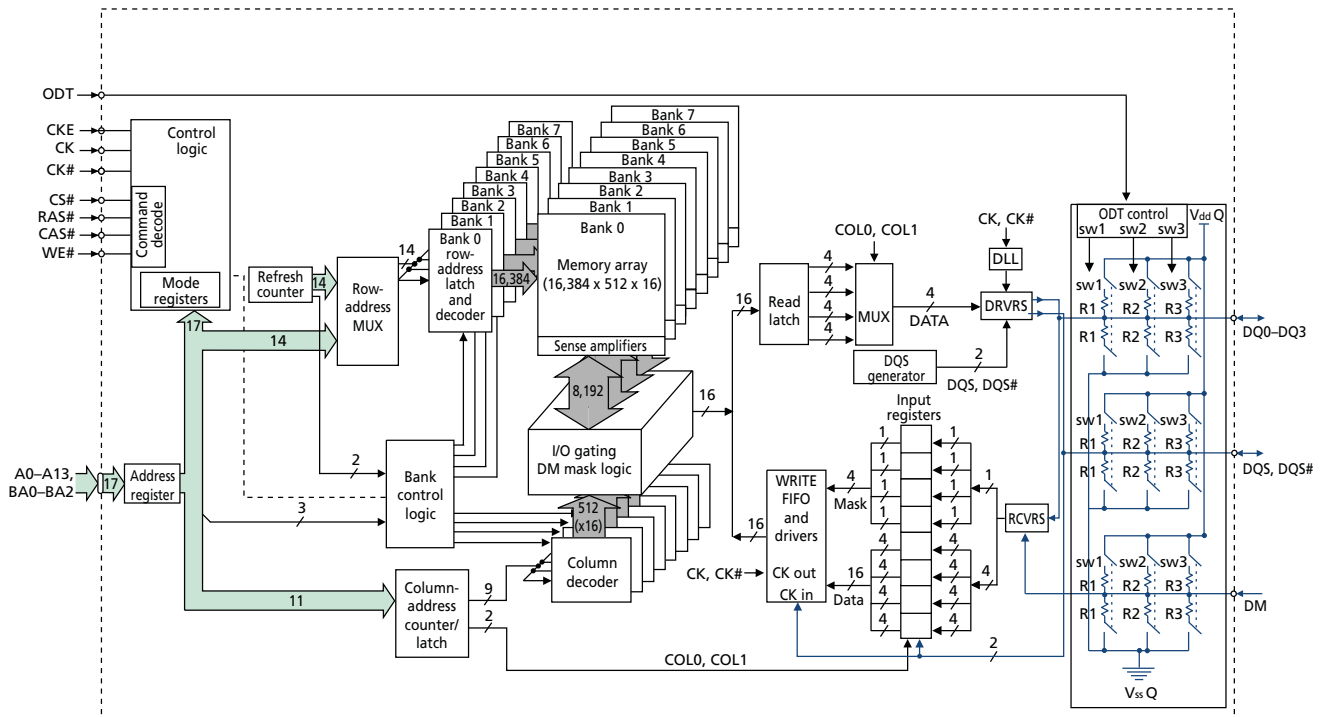 ODT
CKE
CK
CK#
CS#
RAS#
CAS#
WE#
Control
logic
Command
decode
Mode
registers
17
A0–A13,
BA0–BA2
17
Address
register
Refresh
counter
14
14
Row-
address
MUX
14
Bank 7
Bank 6
Bank 5
Bank 4
Bank 3
Bank 2
Bank 1
Bank 0
row-
address
latch
and
decoder
16,384
Bank 7
Bank 6
Bank 5
Bank 4
Bank 3
Bank 2
Bank 1
Bank 0
Memory array
(16,384 x 512 x 16)
Sense amplifiers
8,192
I/O gating
DM mask logic
512
(x16)
Column
decoder
2
3
Bank
control
logic
11
Column-
address
counter/
latch
9
2
COL0, COL1
16
16
16
Read
latch
4
4
4
4
COL0, COL1
MUX
4
DATA
CK, CK#
DLL
DRVRS
DQS
generator
2
DQS, DQS#
Input
registers
1
1
1
1
4
4
4
4
1
1
1
1
4
4
4
4
1
4
RCVRS
WRITE
FIFO
and
drivers
CK out
CK in
CK, CK#
4
Mask
16
Data
2
ODT control
VddQ
sw1 sw2 sw3
sw1 sw2 sw3
R1 R2 R3
R1 R2 R3
sw1 sw2 sw3
R1 R2 R3
R1 R2 R3
sw1 sw2 sw3
R1 R2 R3
R1 R2 R3
VssQ
DQ0–DQ3
DQS, DQS#
DM